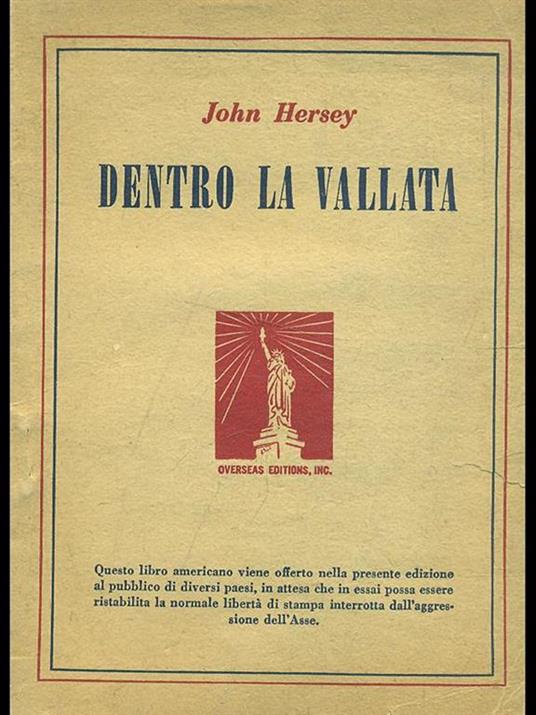 John Hersey
DENTRO LA VALLATA
OVERSEAS EDITIONS, INC.
Questo libro americano viene offerto nella presente edizione
al pubblico di diversi paesi, in attesa che in essai possa essere
ristabilita la normale libertà di stampa interrotta dall'aggres-
sione dell'Asse.